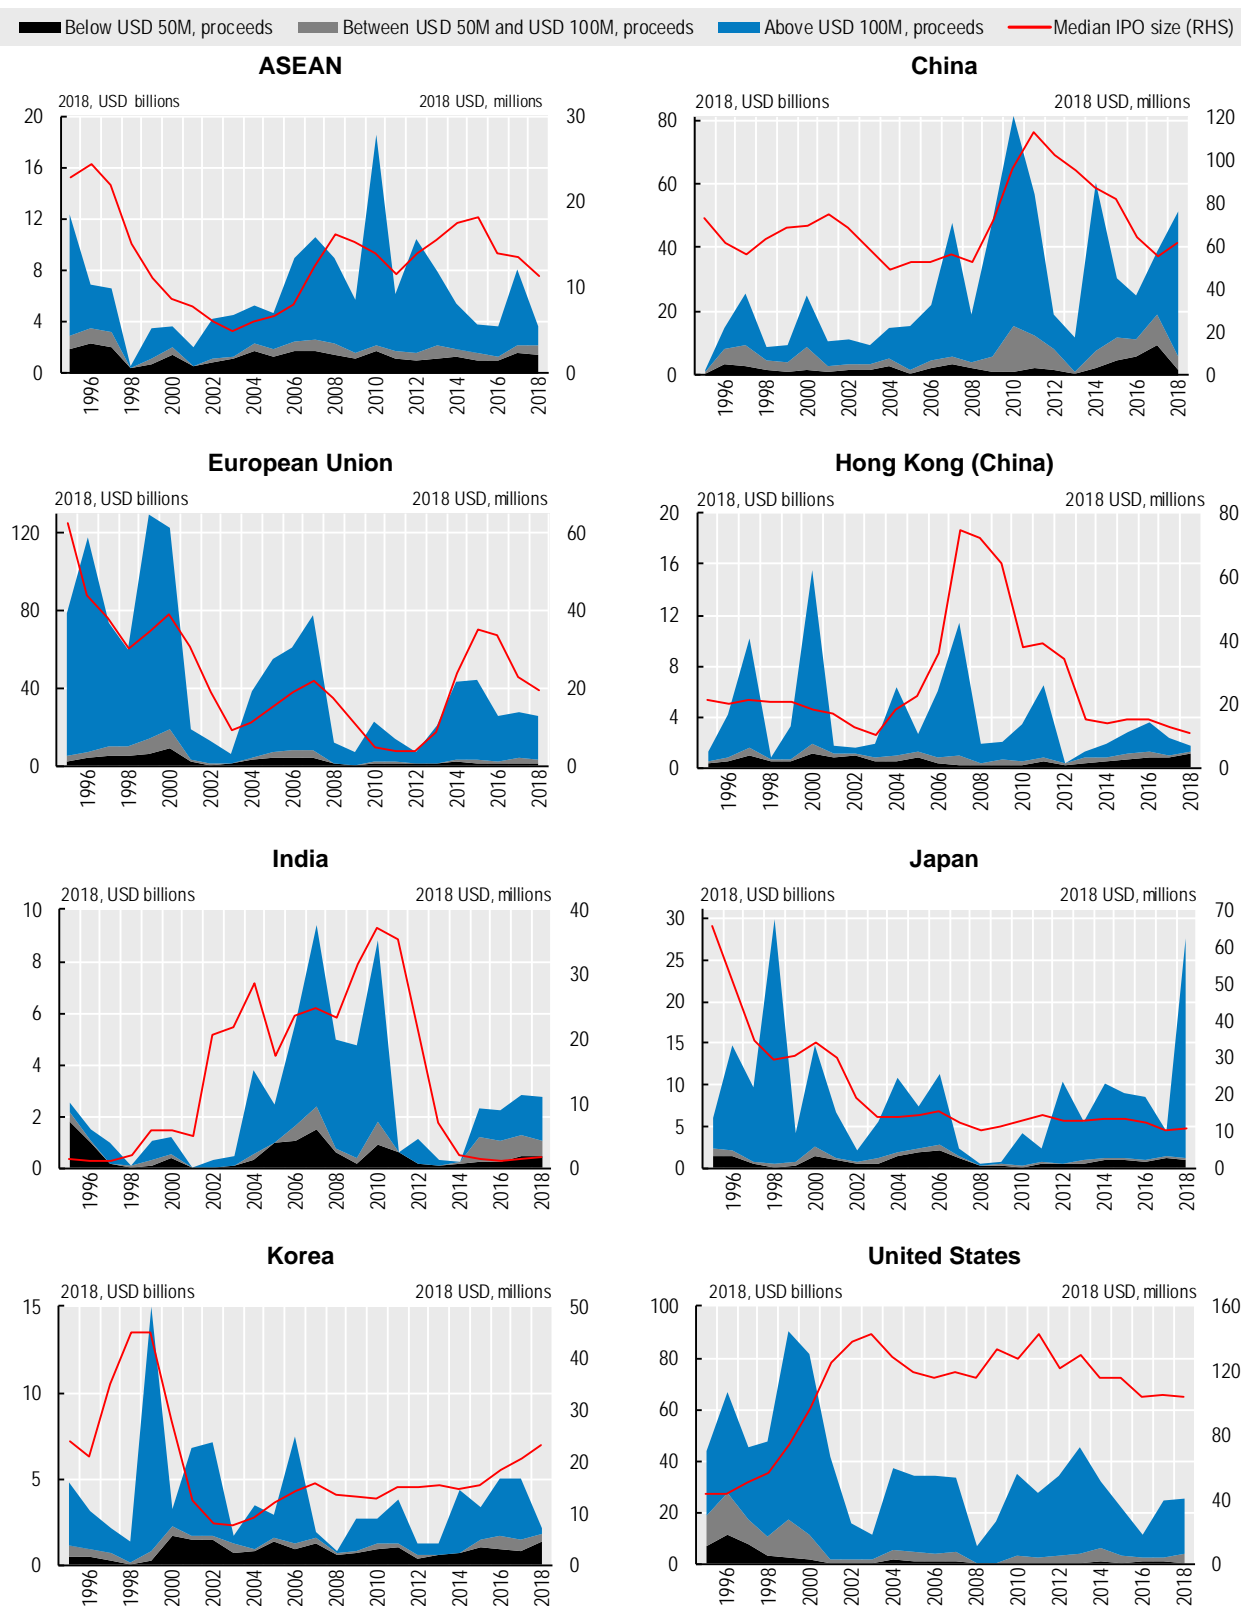 Below USD 50M, proceeds Between USD 50M and USD 100M, proceeds Above USD 100M, proceeds Median IPO size (RHS)
ASEAN
2018, USD billions 2018 USD, millions
20 16 12 8 4 0
30 20 10 0
1996 1998 2000 2002 2004 2006 2008 2010 2012 2014 2016 2018
China
2018, USD billions 2018 USD, millions
80 60 40 20 0
120 100 80 60 40 20 0
1996 1998 2000 2002 2004 2006 2008 2010 2012 2014 2016 2018
European Union
2018, USD billions 2018 USD, millions
120 80 40 0
60 40 20 0
1996 1998 2000 2002 2004 2006 2008 2010 2012 2014 2016 2018
Hong Kong (China)
2018, USD billions 2018 USD, millions
20 16 12 8 4 0
80 60 40 20 0
1996 1998 2000 2002 2004 2006 2008 2010 2012 2014 2016 2018
India
2018, USD billions 2018 USD, millions
10 8 6 4 2 0
40 30 20 10 0
1996 1998 2000 2002 2004 2006 2008 2010 2012 2014 2016 2018
Japan
2018, USD billions 2018 USD, millions
30 25 20 15 10 5 0
70 60 50 40 30 20 10 0
1996 1998 2000 2002 2004 2006 2008 2010 2012 2014 2016 2018
Korea
2018, USD billions 2018 USD, millions
15 10 5 0
50 40 30 20 10 0
1996 1998 2000 2002 2004 2006 2008 2010 2012 2014 2016 2018
United States
2018, USD billions 2018 USD, millions
100 80 60 40 20 0
160 120 80 40 0
1996 1998 2000 2002 2004 2006 2008 2010 2012 2014 2016 2018